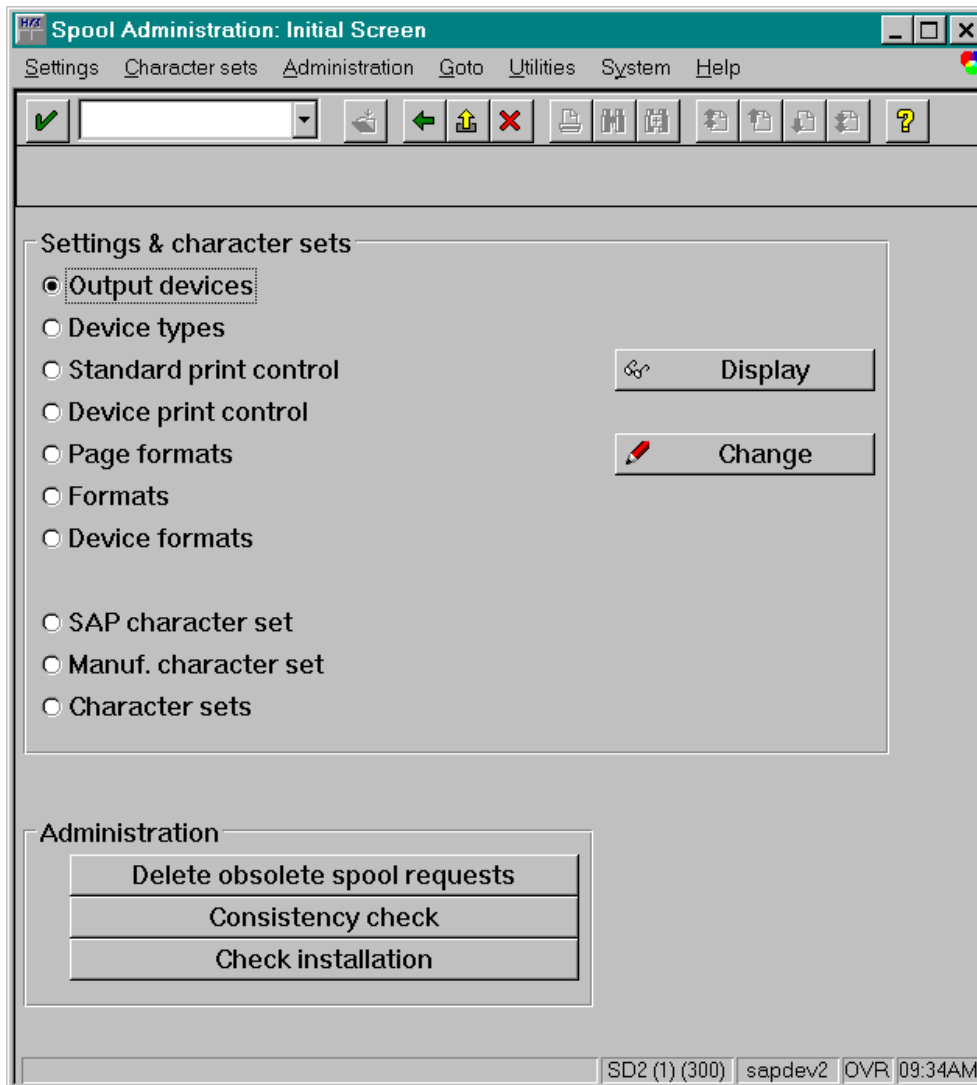 Spool Administration: Initial Screen
Settings Character sets Administration Goto Utilities System Help
Settings & character sets
Output devices
Device types
Standard print control
Display
Device print control
Page formats
Change
Formats
Device formats
SAP character set
Manuf. character set
Character sets
Administration
Delete obsolete spool requests
Consistency check
Check installation
SD2 (1) (300) sapdev2 OVR 09:34AM